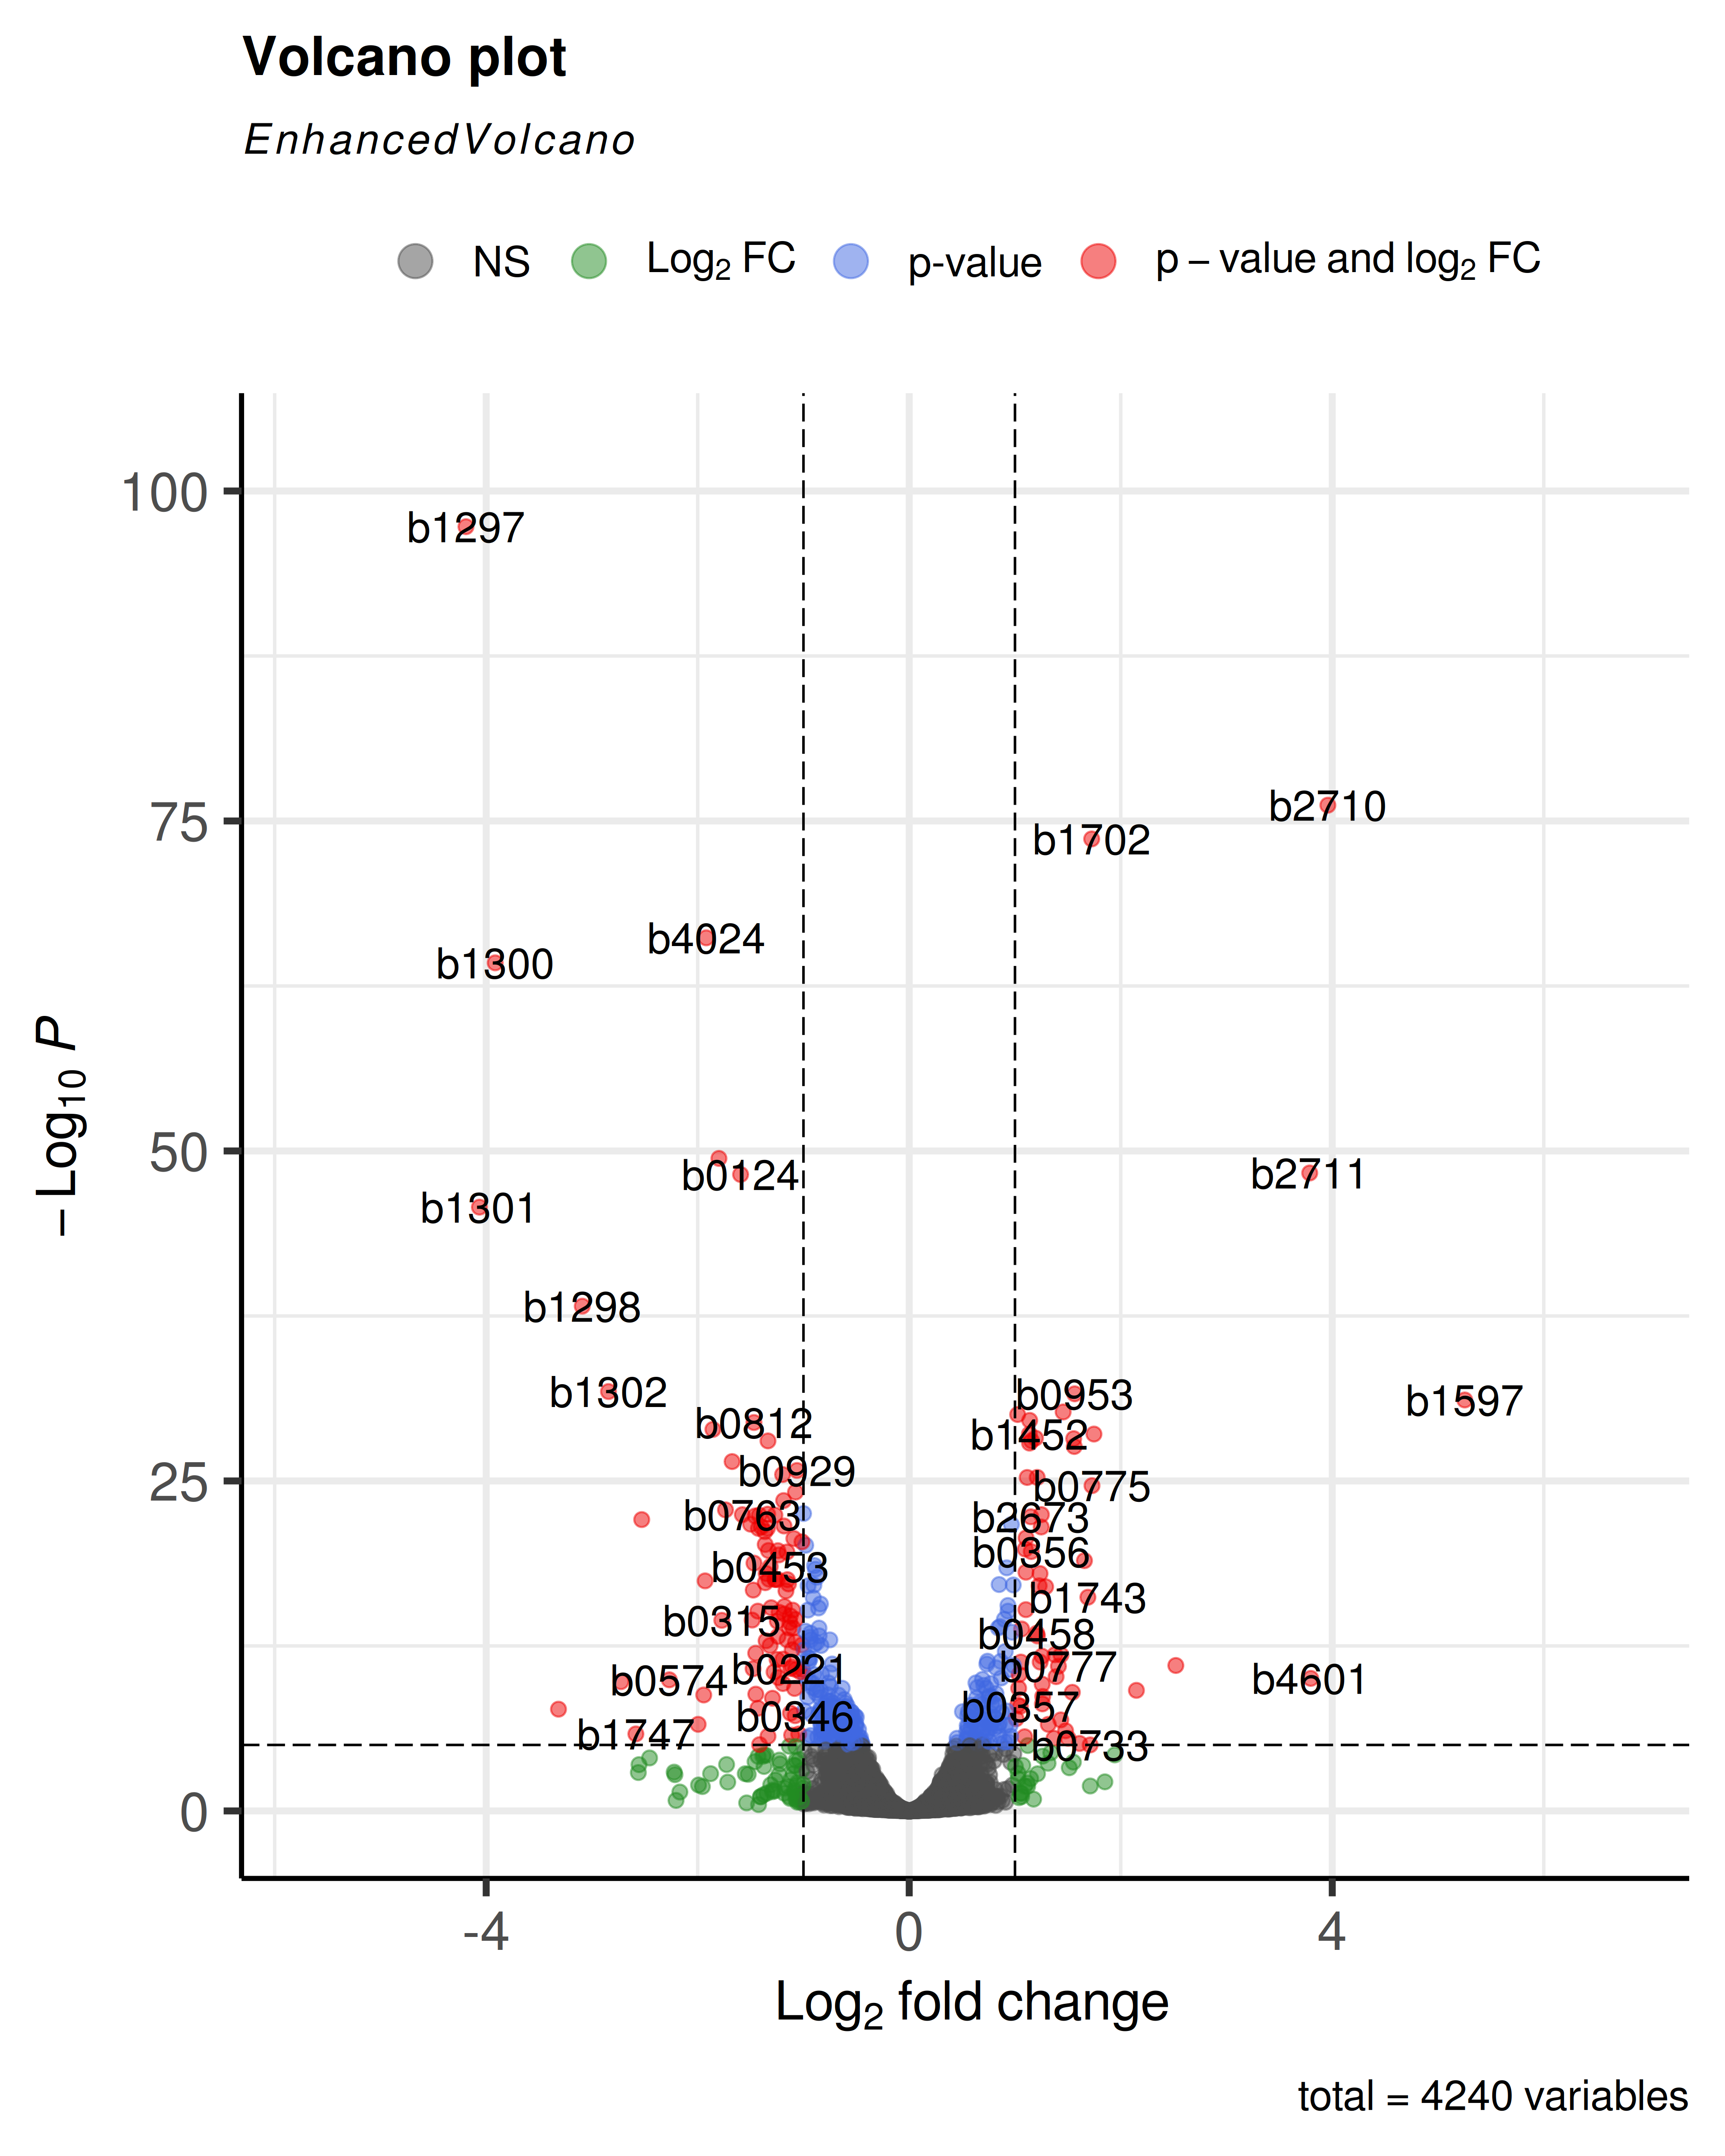 Volcano plot
EnhancedVolcano
NS Log2 FC p-value p − value and log2 FC
100
b1297
b2710
75
b1702
b4024
b1300
50
b0124
b2711
b1301
b1298
b1302
b0953
b1597
b0812
b1452
b0929
25
b0775
b0763
b2673
b0356
b0453
b1743
b0315
b0458
b0221
b0777
b0574
b4601
b0357
b0346
b1747
b0733
0
− Log10 P
-4 0 4
Log2 fold change
total = 4240 variables